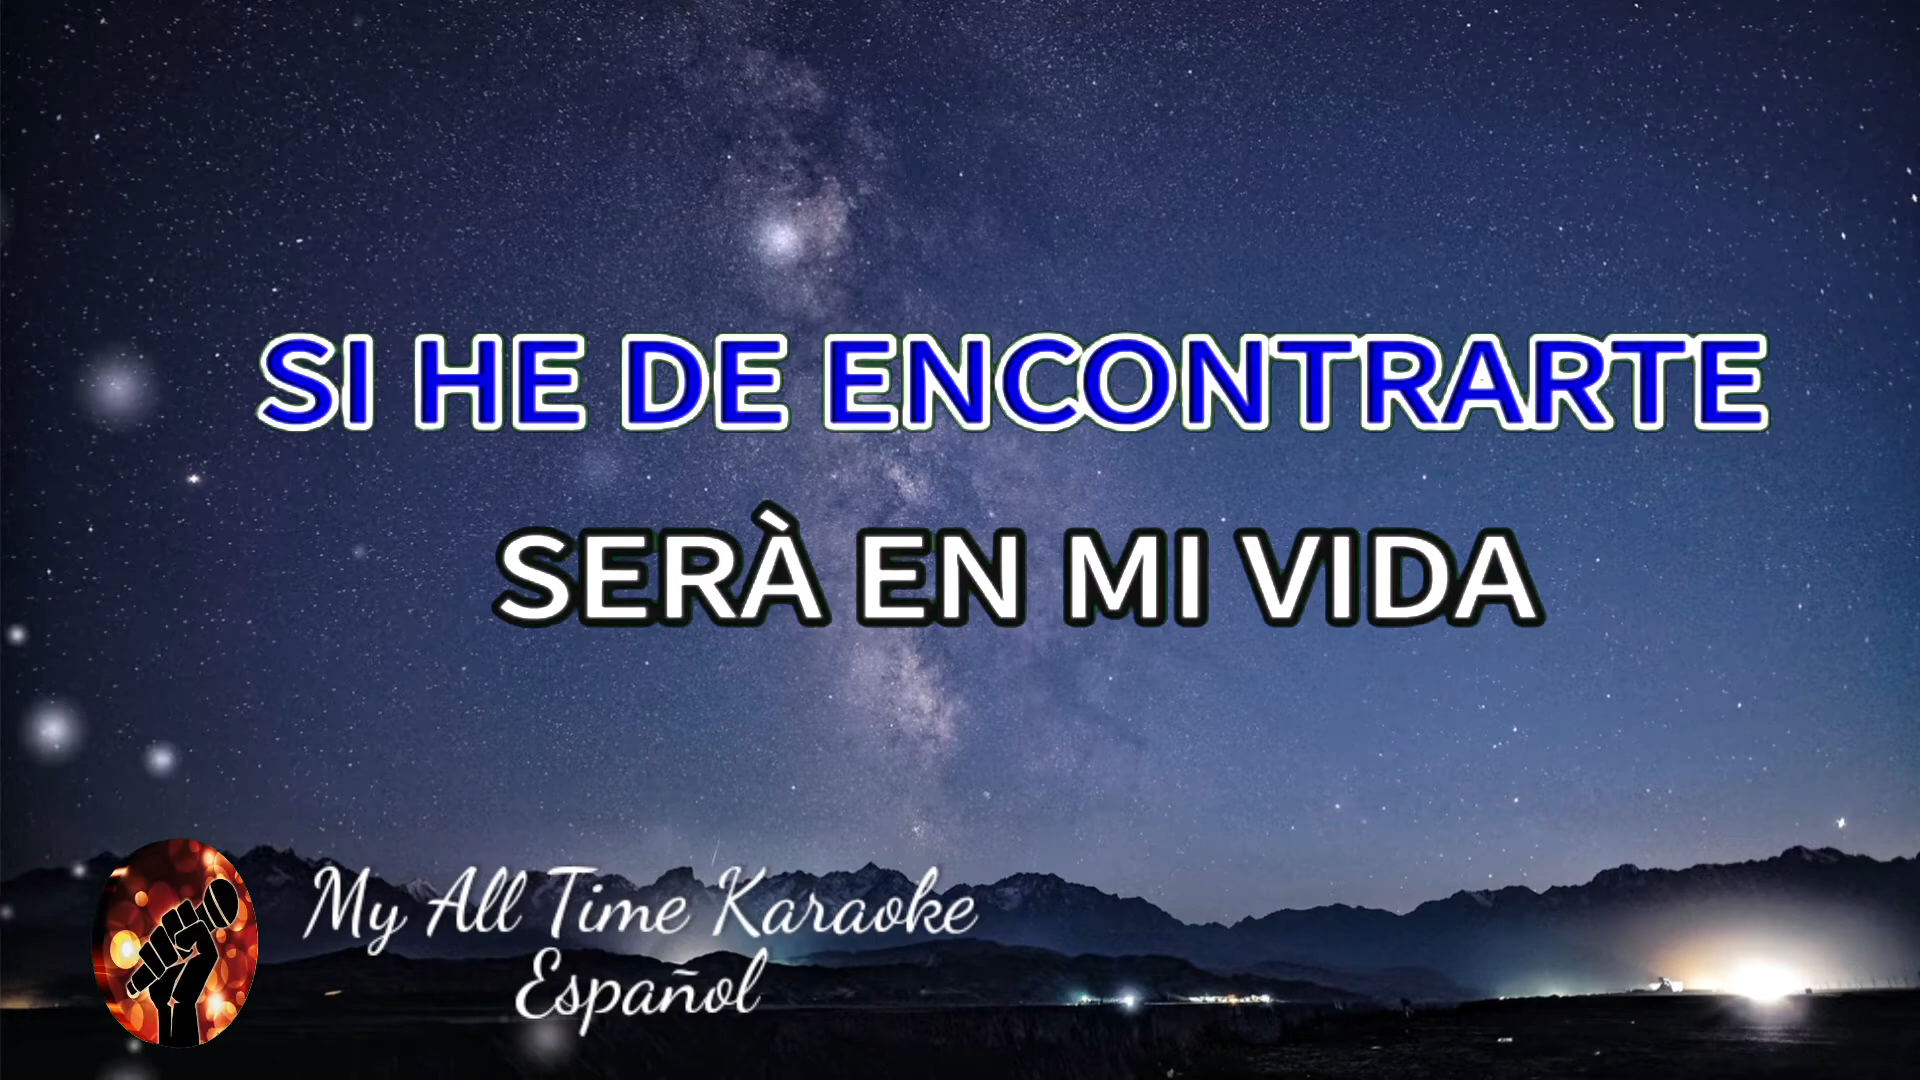 SI HE DE ENCONTRARTE
SERÀ EN MI VIDA
My All Time Karaoke
Español